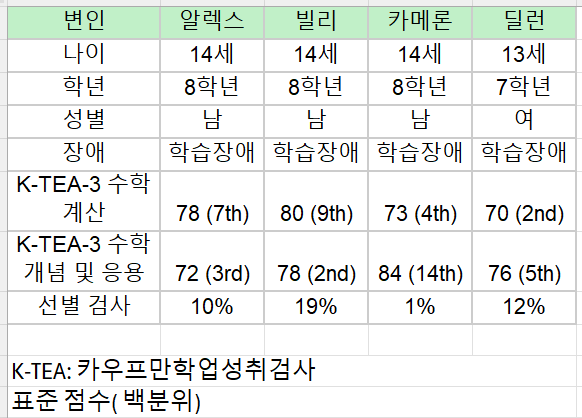 변인 알렉스 빌리 카메론 딜런
나이 14세 14세 14세 13세
학년 8학년 8학년 8학년 7학년
성별 남 남 남 여
장애 학습장애 학습장애 학습장애 학습장애
K-TEA-3 수학
계산 78 (7th) 80 (9th) 73 (4th) 70 (2nd)
K-TEA-3 수학
개념 및 응용 72 (3rd) 78 (2nd) 84 (14th) 76 (5th)
선별 검사 10% 19% 1% 12%
K-TEA: 카우프만학업성취검사
표준 점수( 백분위)